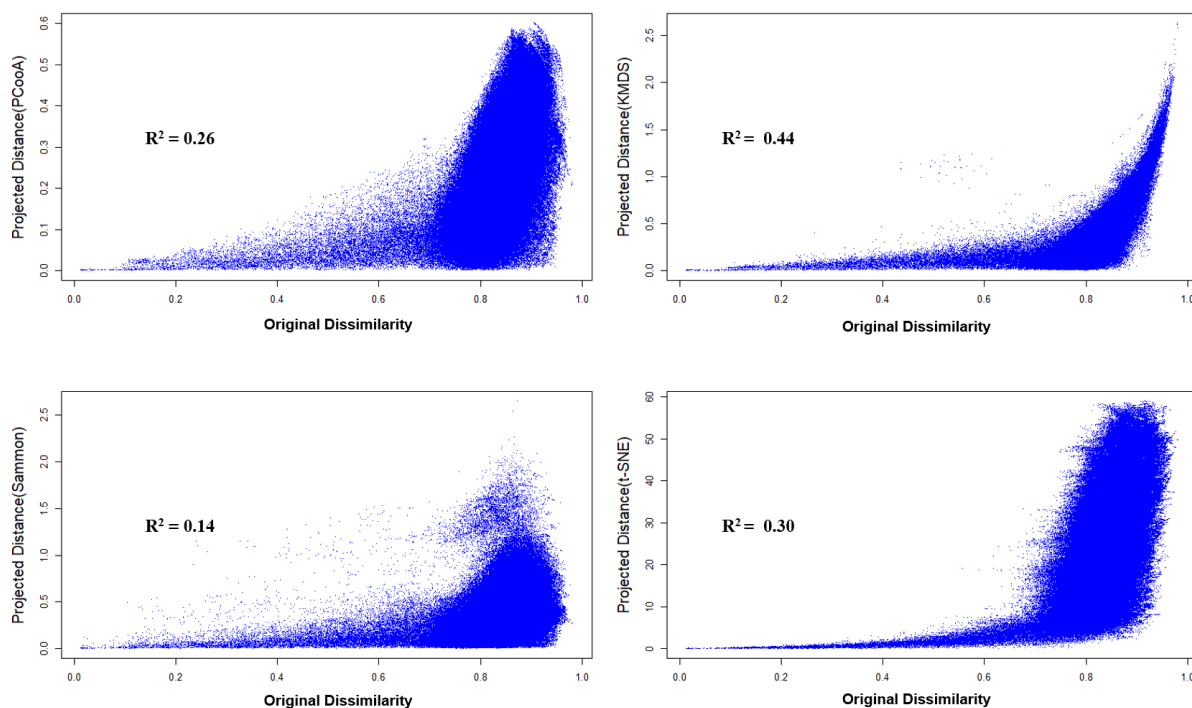 Projected Distance(PCooA)
0.6
0.5
0.4
0.3
0.2
0.1
0.0
R² = 0.26
0.0 0.2 0.4 0.6 0.8 1.0
Original Dissimilarity
Projected Distance(KMDS)
2.5
2.0
1.5
1.0
0.5
0.0
R² = 0.44
0.0 0.2 0.4 0.6 0.8 1.0
Original Dissimilarity
Projected Distance(Sammon)
2.5
2.0
1.5
1.0
0.5
0.0
R² = 0.14
0.0 0.2 0.4 0.6 0.8 1.0
Original Dissimilarity
Projected Distance(t-SNE)
60
50
40
30
20
10
0
R² = 0.30
0.0 0.2 0.4 0.6 0.8 1.0
Original Dissimilarity